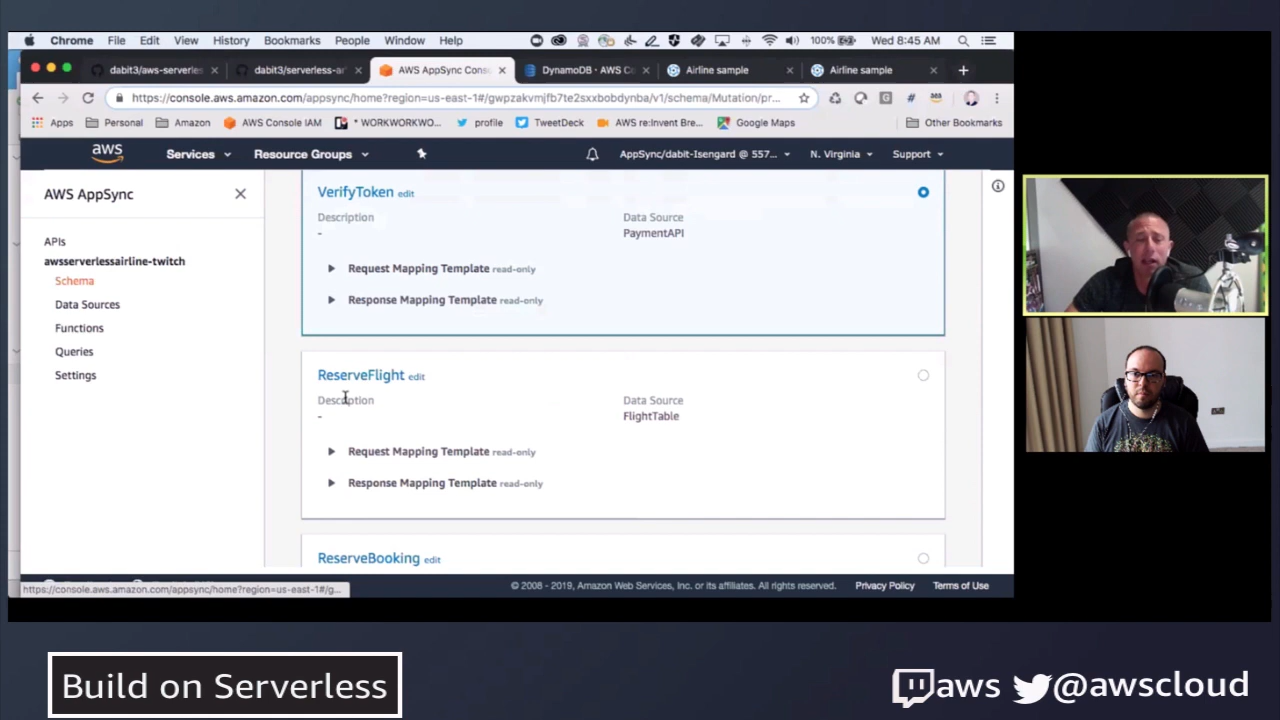 Chrome File Edit View History Bookmarks People Window Help 100% Wed 8:45 AM
dabit3/aws-serverles dabit3/serverless-ar AWS AppSync Cons DynamoDB · AWS C Airline sample Airline sample
https://console.aws.amazon.com/appsync/home?region=us-east-1#/gwpzakvmjfb7te2sxxbobdynba/v1/schema/Mutation/pr...
Apps Personal Amazon AWS Console IAM * WORKWORKWO... profile TweetDeck AWS re:Invent Bre... Google Maps Other Bookmarks
aws Services Resource Groups AppSync/dabit-Isengard @ 557... N. Virginia Support
AWS AppSync
APIs
awsserverlessairline-twitch
Schema
Data Sources
Functions
Queries
Settings
VerifyToken edit
Description Data Source
- PaymentAPI
Request Mapping Template read-only
Response Mapping Template read-only
ReserveFlight edit
Description Data Source
- FlightTable
Request Mapping Template read-only
Response Mapping Template read-only
ReserveBooking edit
© 2008 - 2019, Amazon Web Services, Inc. or its affiliates. All rights reserved. Privacy Policy Terms of Use
https://console.aws.amazon.com/appsync/home?region=us-east-1#/g...
Build on Serverless
aws @awscloud